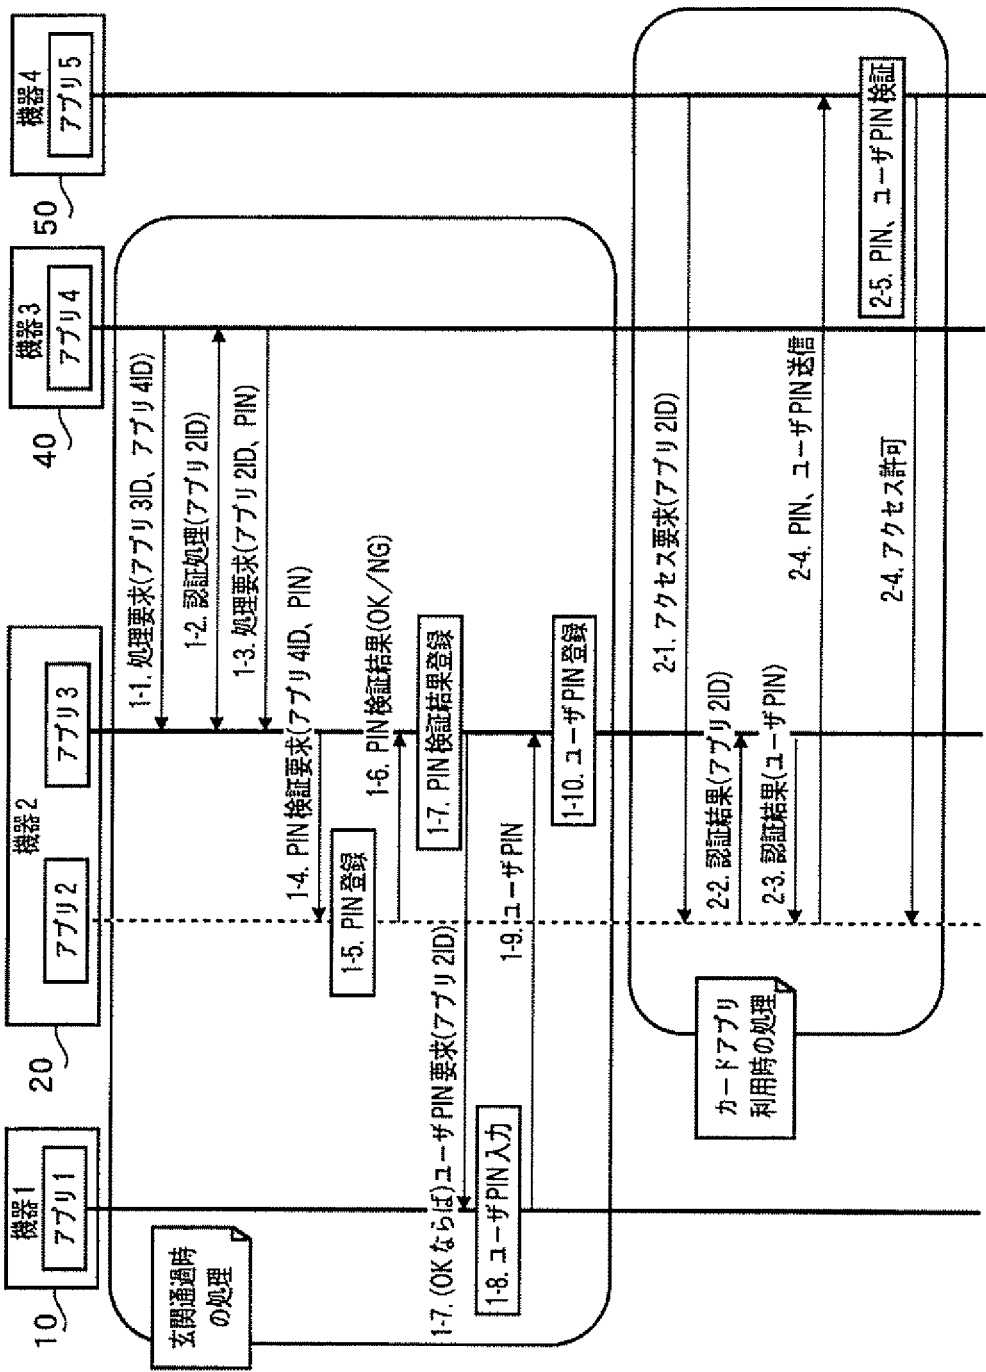 機器1
アプリ1
10
機器2
アプリ2
アプリ3
20
機器3
アプリ4
40
機器4
アプリ5
50
玄関通過時
の処理
1-1. 処理要求(アプリ3ID、アプリ4ID)
1-2. 認証処理(アプリ2ID)
1-3. 処理要求(アプリ2ID、PIN)
1-4. PIN検証要求(アプリ4ID、PIN)
1-5. PIN登録
1-6. PIN検証結果(OK/NG)
1-7. PIN検証結果登録
1-7. (OKならば)ユーザPIN要求(アプリ2ID)
1-8. ユーザPIN入力
1-9. ユーザPIN
1-10. ユーザPIN登録
カードアプリ
利用時の処理
2-1. アクセス要求(アプリ2ID)
2-2. 認証結果(アプリ2ID)
2-3. 認証結果(ユーザPIN)
2-4. PIN、ユーザPIN送信
2-5. PIN、ユーザPIN検証
2-4. アクセス許可